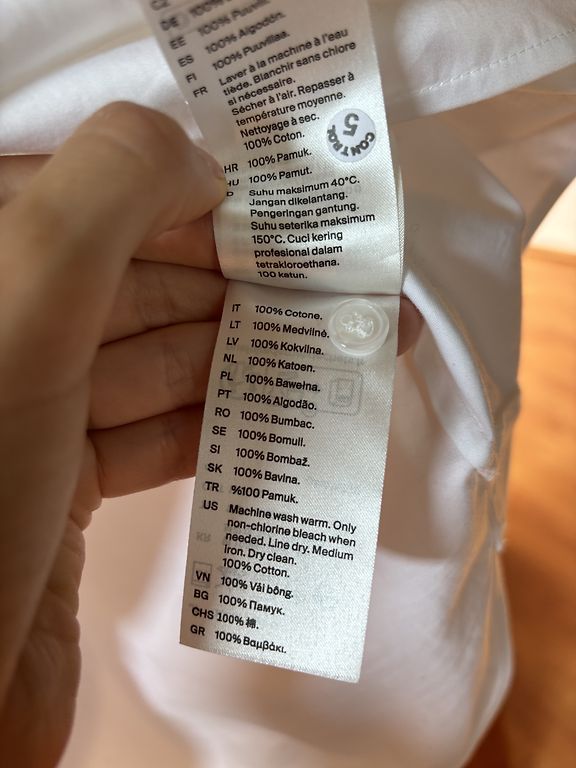 CZ 100%
DE 100%
EE 100% Puuvill.
ES 100% Algodón.
FI 100% Puuvillaa.
FR Laver à la machine à l'eau
tiède. Blanchir sans chlore
si nécessaire.
Sécher à l'air. Repasser à
température moyenne.
Nettoyage à sec.
100% Coton.
CONTROL
5
HR 100% Pamuk.
HU 100% Pamut.
D Suhu maksimum 40°C.
Jangan dikelantang.
Pengeringan gantung.
Suhu seterika maksimum
150°C. Cuci kering
profesional dalam
tetrakloroethana.
100 katun.
IT 100% Cotone.
LT 100% Medvilnė.
LV 100% Kokvilna.
NL 100% Katoen.
PL 100% Bawełna.
PT 100% Algodão.
RO 100% Bumbac.
SE 100% Bomull.
SI 100% Bombaž.
SK 100% Bavlna.
TR %100 Pamuk.
US Machine wash warm. Only
non-chlorine bleach when
needed. Line dry. Medium
iron. Dry clean.
100% Cotton.
VN 100% Vải bông.
BG 100% Памук.
CHS 100% 棉.
GR 100% Βαμβάκι.